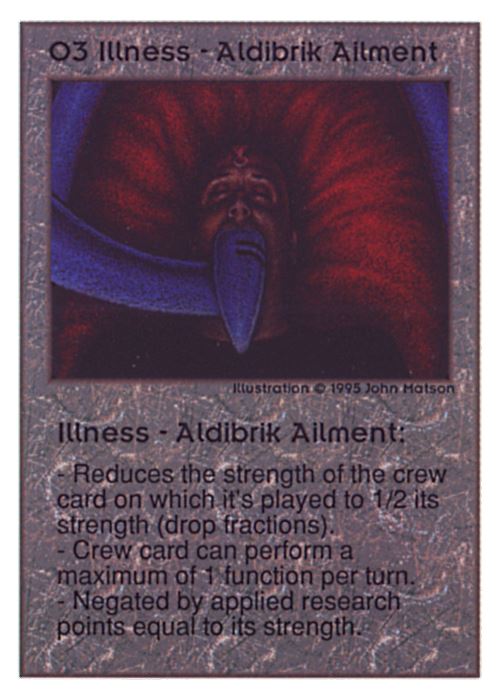 O3 Illness - Aldibrik Ailment
Illustration © 1995 John Matson
Illness - Aldibrik Ailment:
- Reduces the strength of the crew
card on which it's played to 1/2 its
strength (drop fractions).
- Crew card can perform a
maximum of 1 function per turn.
- Negated by applied research
points equal to its strength.